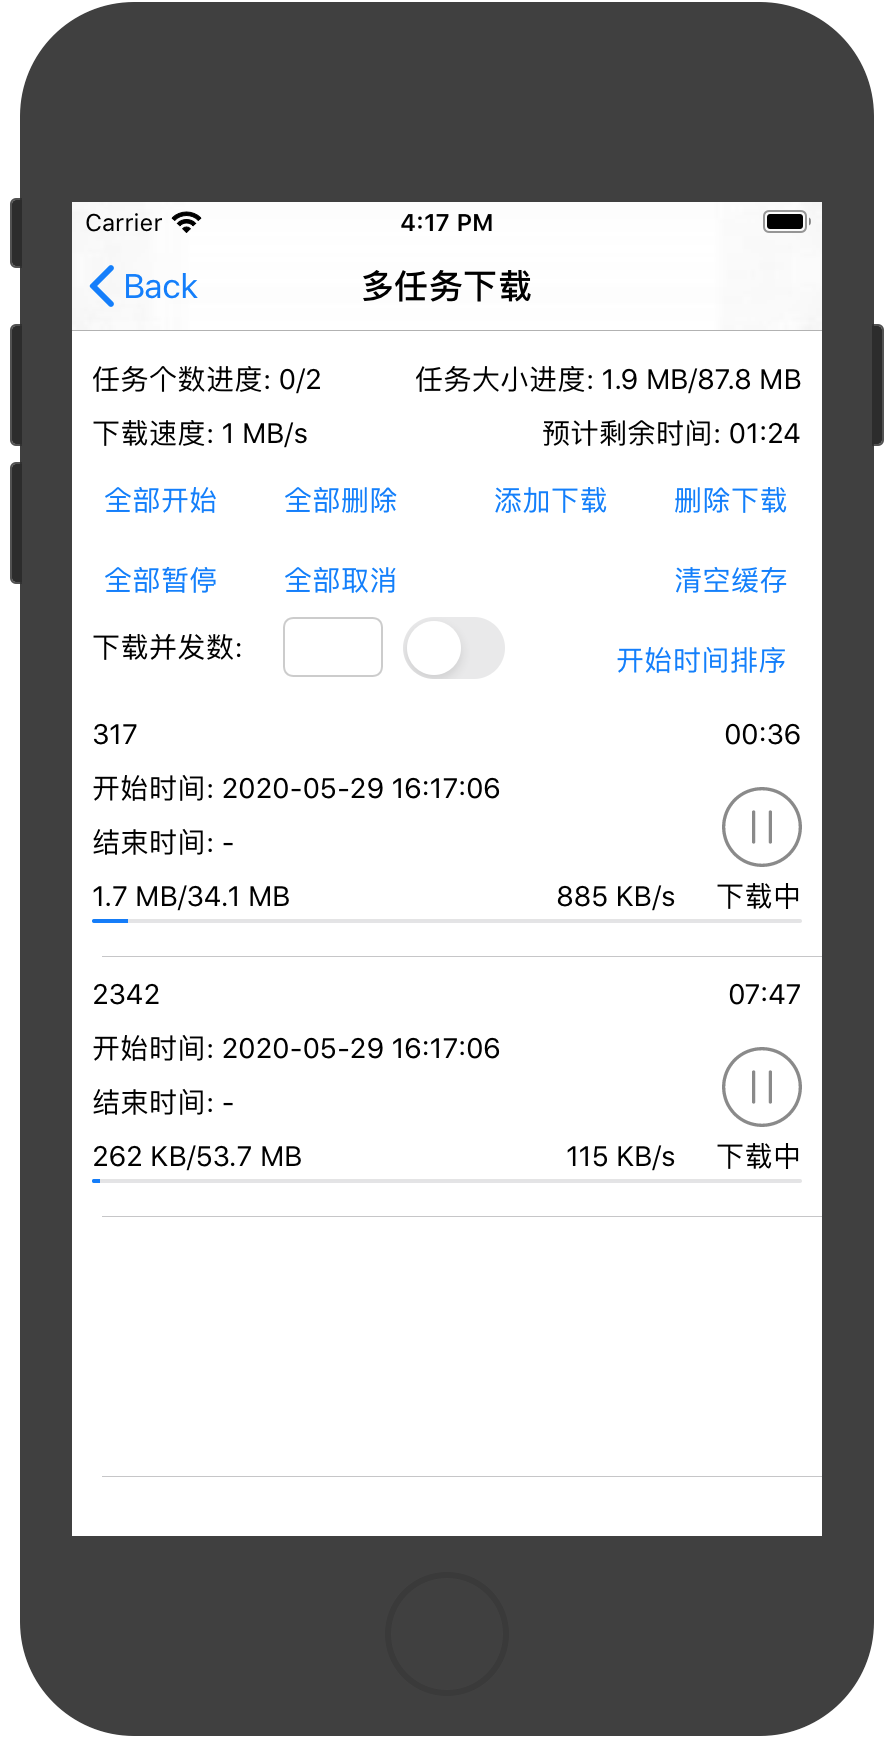 Carrier 4:17 PM
Back 多任务下载
任务个数进度: 0/2 任务大小进度: 1.9 MB/87.8 MB
下载速度: 1 MB/s 预计剩余时间: 01:24
全部开始 全部删除 添加下载 删除下载
全部暂停 全部取消 清空缓存
下载并发数: 开始时间排序
317 00:36
开始时间: 2020-05-29 16:17:06
结束时间: -
1.7 MB/34.1 MB 885 KB/s 下载中
2342 07:47
开始时间: 2020-05-29 16:17:06
结束时间: -
262 KB/53.7 MB 115 KB/s 下载中